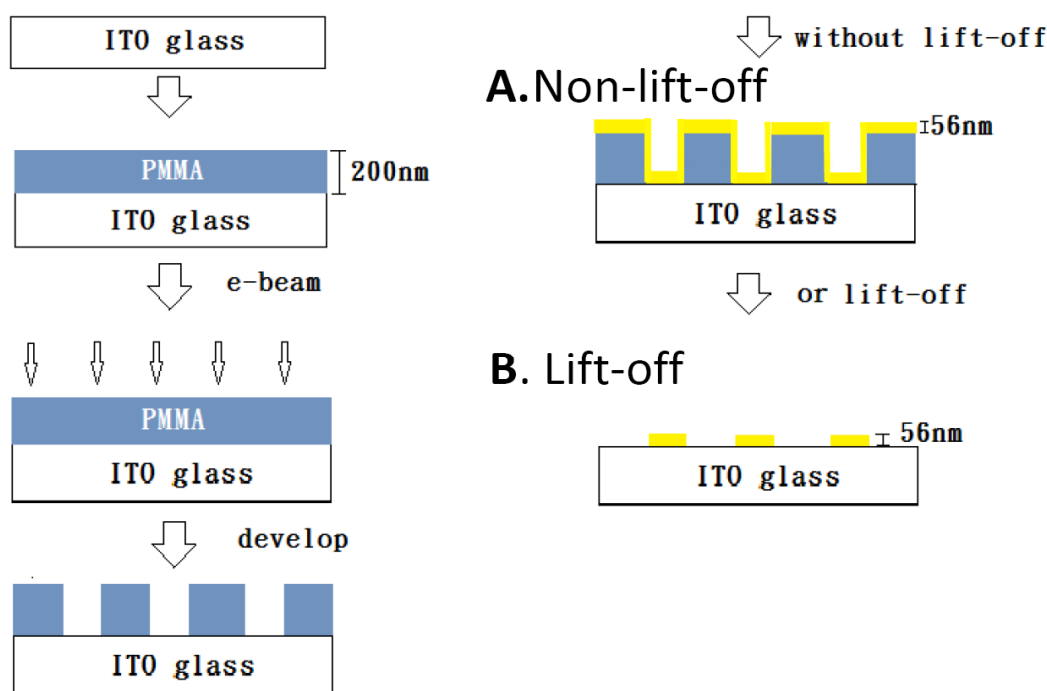 ITO glass
PMMA
200nm
ITO glass
e-beam
PMMA
ITO glass
develop
ITO glass
without lift-off
A.Non-lift-off
56nm
ITO glass
or lift-off
B. Lift-off
56nm
ITO glass